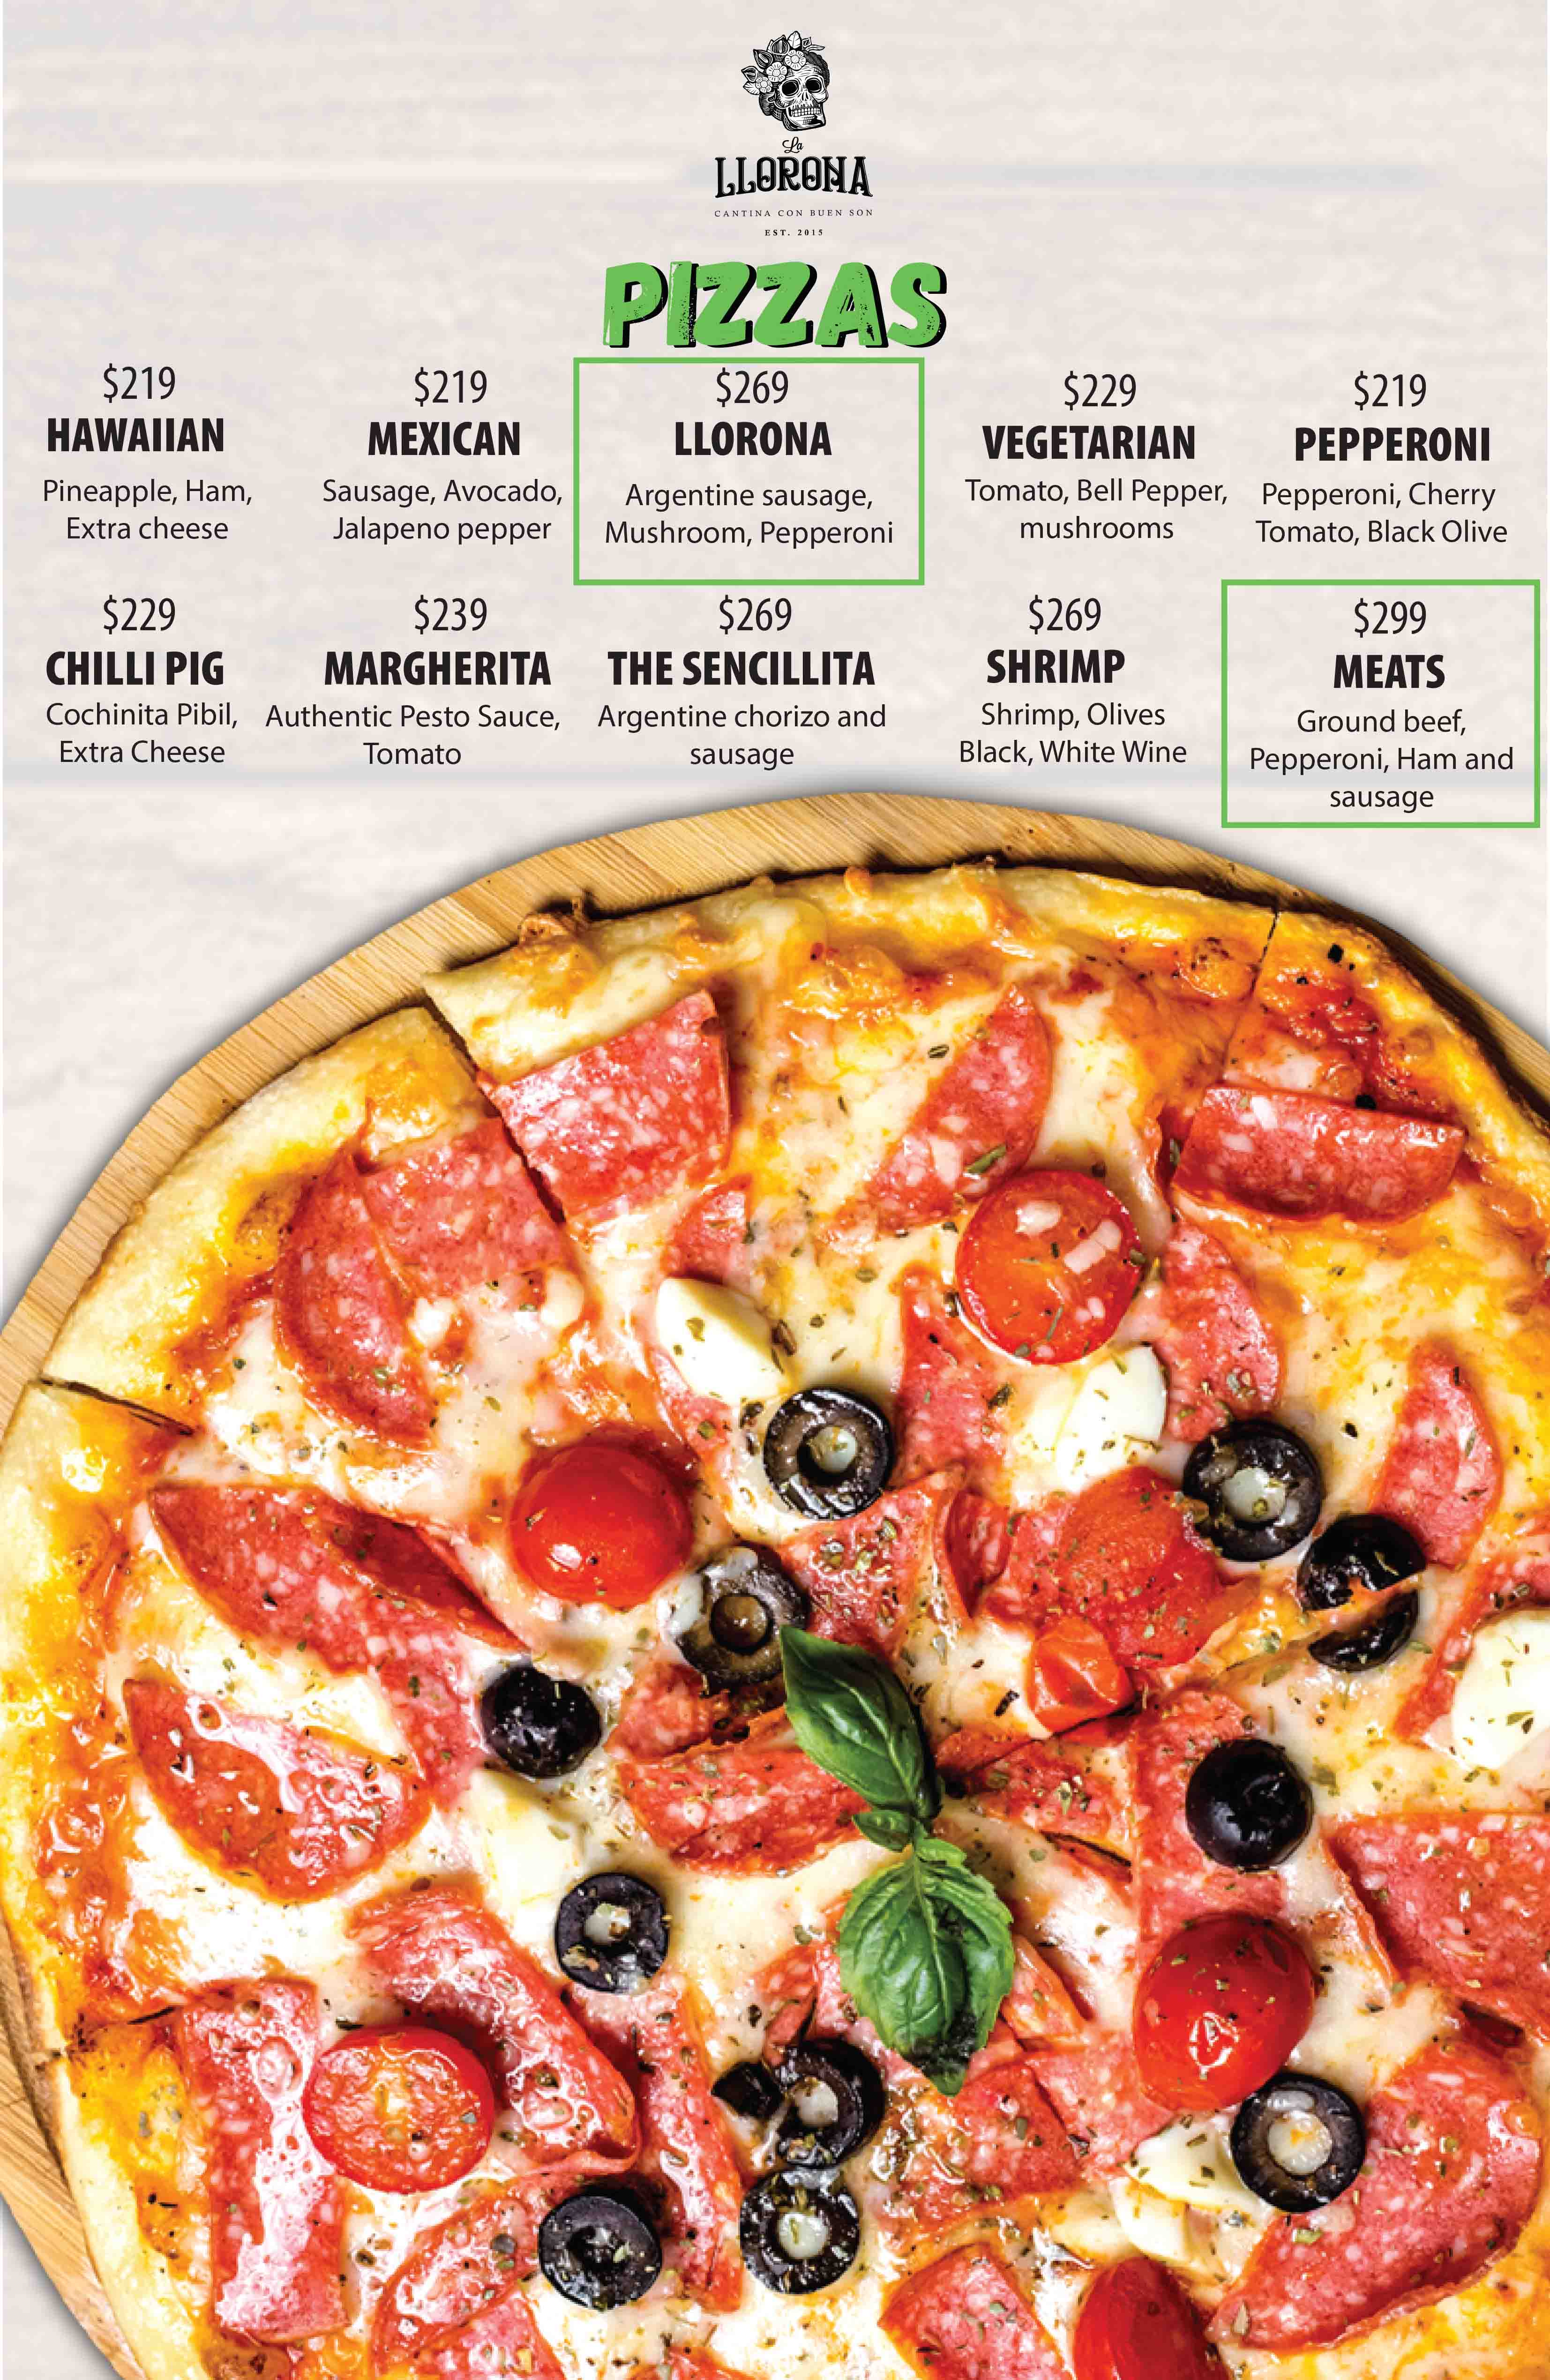 La
LLORONA
CANTINA CON BUEN SON
EST. 2015
PIZZAS
$219
HAWAIIAN
Pineapple, Ham,
Extra cheese
$219
MEXICAN
Sausage, Avocado,
Jalapeno pepper
$269
LLORONA
Argentine sausage,
Mushroom, Pepperoni
$229
VEGETARIAN
Tomato, Bell Pepper,
mushrooms
$219
PEPPERONI
Pepperoni, Cherry
Tomato, Black Olive
$229
CHILLI PIG
Cochinita Pibil,
Extra Cheese
$239
MARGHERITA
Authentic Pesto Sauce,
Tomato
$269
THE SENCILLITA
Argentine chorizo and
sausage
$269
SHRIMP
Shrimp, Olives
Black, White Wine
$299
MEATS
Ground beef,
Pepperoni, Ham and
sausage